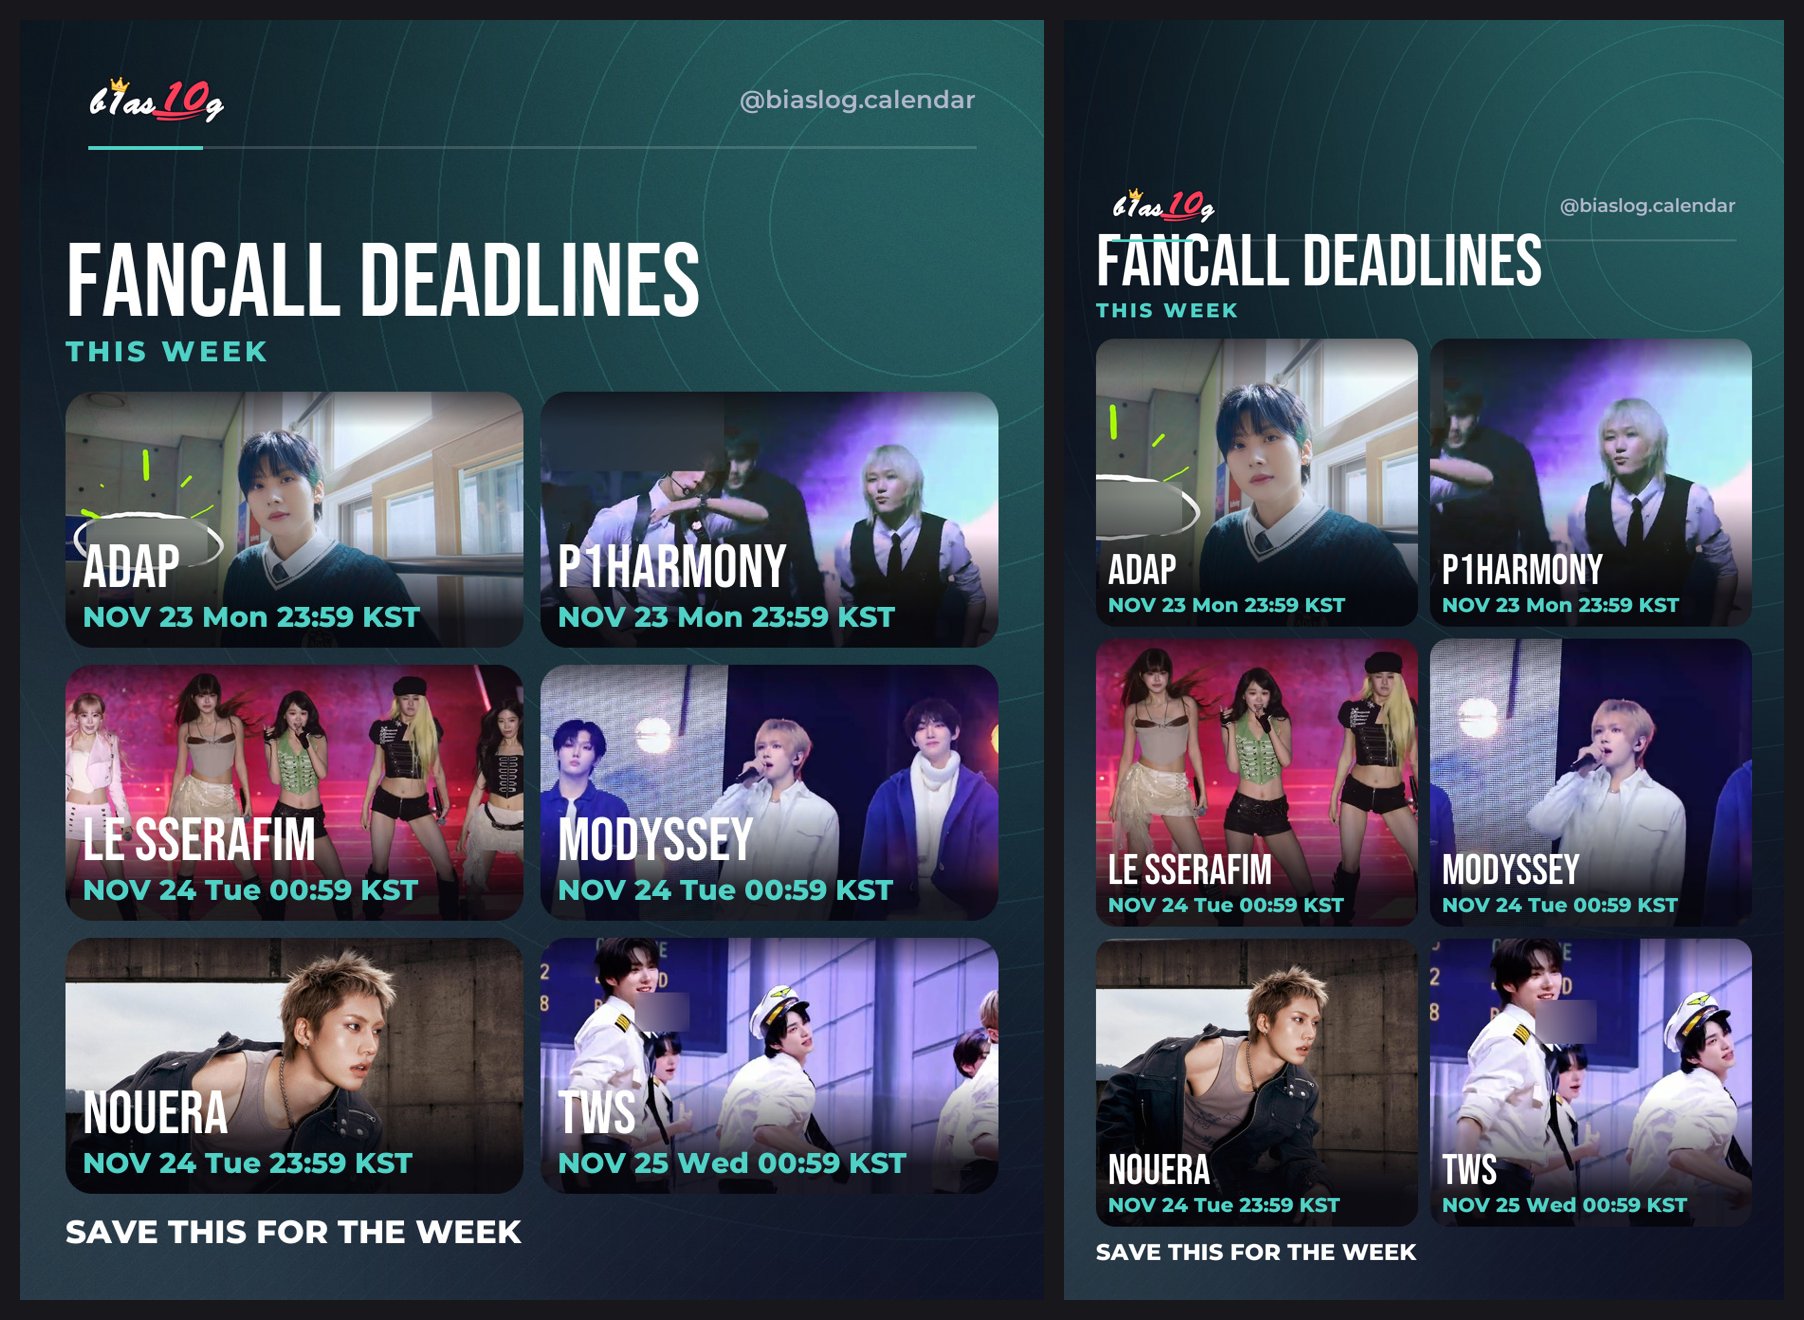 b1as10g
@biaslog.calendar
FANCALL DEADLINES
THIS WEEK
ADAP
NOV 23 Mon 23:59 KST
P1HARMONY
NOV 23 Mon 23:59 KST
LE SSERAFIM
NOV 24 Tue 00:59 KST
MODYSSEY
NOV 24 Tue 00:59 KST
NOUERA
NOV 24 Tue 23:59 KST
TWS
NOV 25 Wed 00:59 KST
SAVE THIS FOR THE WEEK
b1as10g
@biaslog.calendar
FANCALL DEADLINES
THIS WEEK
ADAP
NOV 23 Mon 23:59 KST
P1HARMONY
NOV 23 Mon 23:59 KST
LE SSERAFIM
NOV 24 Tue 00:59 KST
MODYSSEY
NOV 24 Tue 00:59 KST
NOUERA
NOV 24 Tue 23:59 KST
TWS
NOV 25 Wed 00:59 KST
SAVE THIS FOR THE WEEK